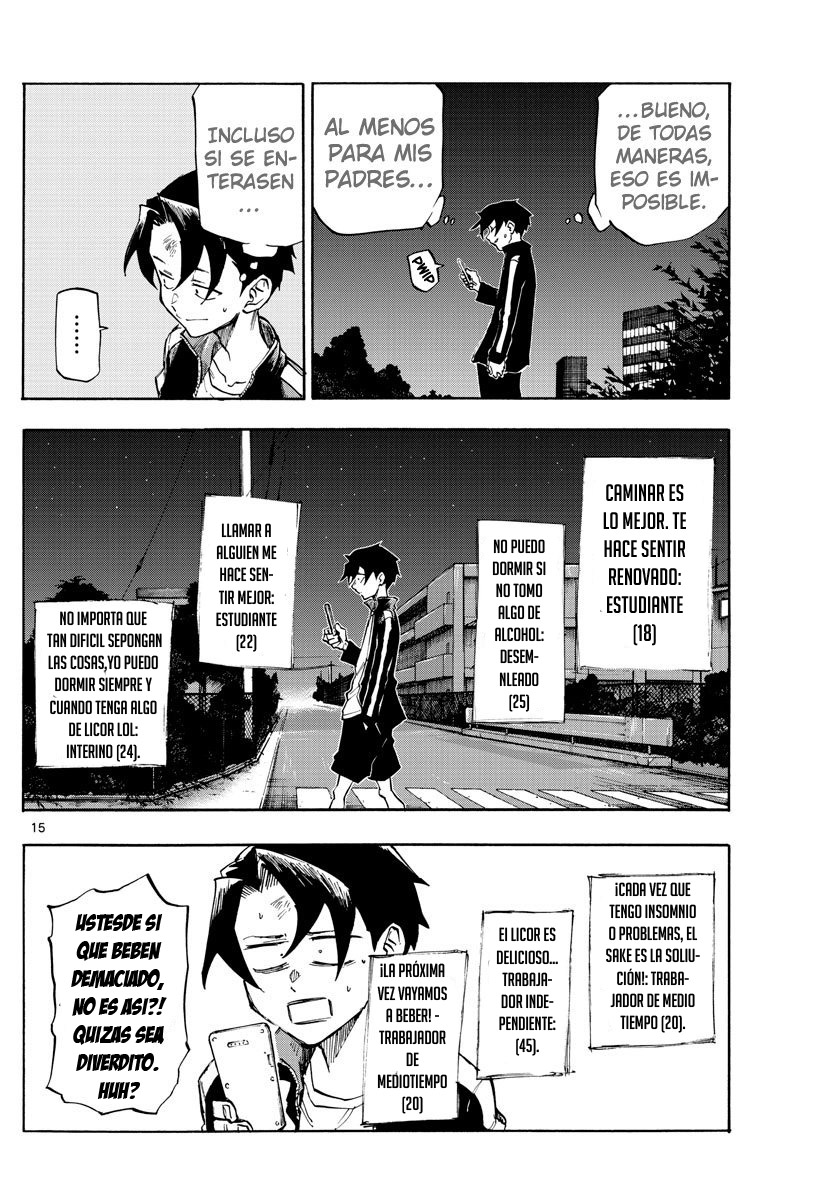 ...BUENO,
DE TODAS
MANERAS,
ESO ES IM-
POSIBLE.
AL MENOS
PARA MIS
PADRES...
PWIP
INCLUSO
SI SE EN-
TERASEN
...
.....
CAMINAR ES
LO MEJOR. TE
HACE SENTIR
RENOVADO:
ESTUDIANTE
(18)
NO PUEDO
DORMIR SI
NO TOMO
ALGO DE
ALCOHOL:
DESEM-
NLEADO
(25)
LLAMAR A
ALGUIEN ME
HACE SEN-
TIR MEJOR:
ESTUDIANTE
(22)
NO IMPORTA QUE
TAN DIFICIL SEPONGAN
LAS COSAS,YO PUEDO
DORMIR SIEMPRE Y
CUANDO TENGA ALGO
DE LICOR LOL:
INTERINO (24).
15
¡CADA VEZ QUE
TENGO INSOMNIO
O PROBLEMAS, EL
SAKE ES LA SOLIU-
CIÓN!: TRABA-
JADOR DE MEDIO
TIEMPO (20).
El LICOR ES
DELICIOSO...
TRABAJA-
DOR INDE-
PENDIENTE:
(45).
¡LA PRÓXIMA
VEZ VAYAMOS
A BEBER! -
TRABAJADOR
DE
MEDIOTIEMPO
(20)
USTESDE SI
QUE BEBEN
DEMACIADO,
NO ES ASI?!
QUIZAS SEA
DIVERDITO.
HUH?